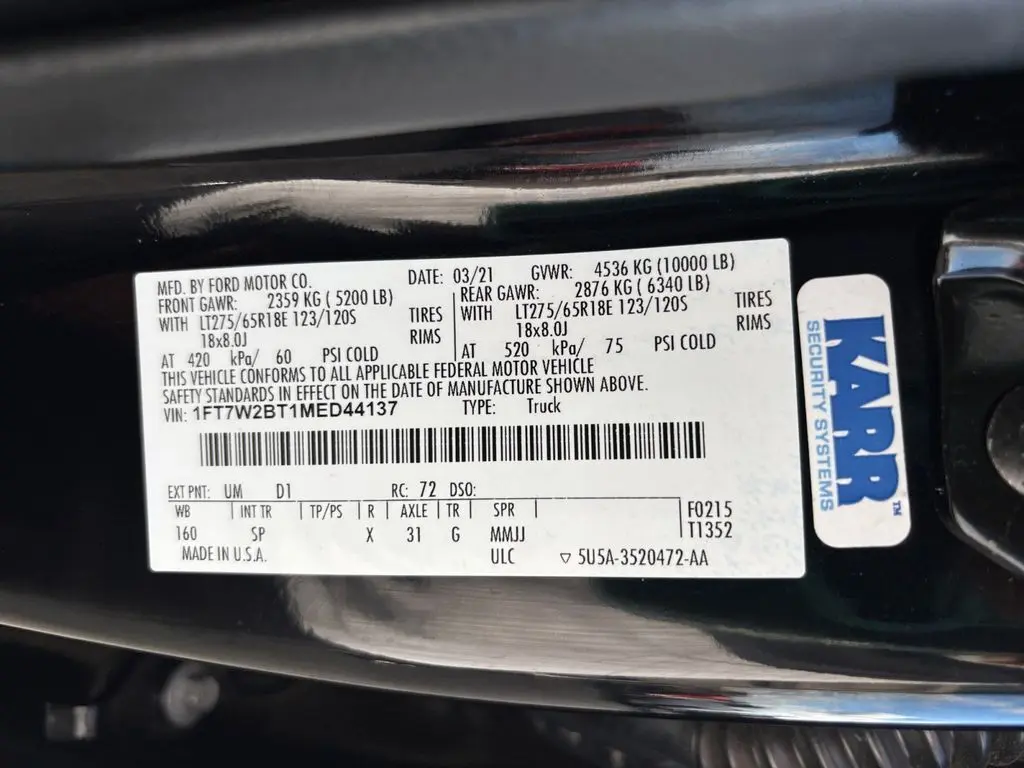 MFD. BY FORD MOTOR CO. DATE: 03/21 GVWR: 4536 KG (10000 LB)
FRONT GAWR: 2359 KG ( 5200 LB) REAR GAWR: 2876 KG ( 6340 LB)
WITH LT275/65R18E 123/120S TIRES WITH LT275/65R18E 123/120S TIRES
18x8.0J RIMS 18x8.0J RIMS
AT 420 kPa/ 60 PSI COLD AT 520 kPa/ 75 PSI COLD
THIS VEHICLE CONFORMS TO ALL APPLICABLE FEDERAL MOTOR VEHICLE
SAFETY STANDARDS IN EFFECT ON THE DATE OF MANUFACTURE SHOWN ABOVE.
VIN: 1FT7W2BT1MED44137 TYPE: Truck
EXT PNT: UM D1 RC: 72 DSO:
WB INT TR TP/PS R AXLE TR SPR F0215
160 SP X 31 G MMJJ T1352
MADE IN U.S.A. ULC ▽ 5U5A-3520472-AA
KARR™
SECURITY SYSTEMS